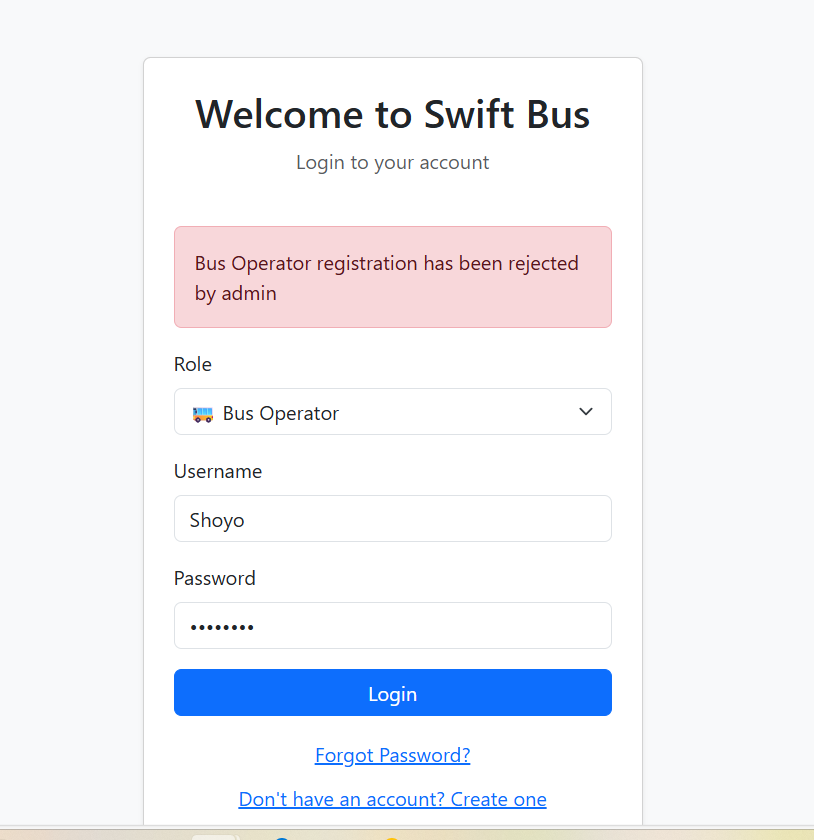 Welcome to Swift Bus
Login to your account
Bus Operator registration has been rejected
by admin
Role
Bus Operator
Username
Shoyo
Password
••••••••
Login
Forgot Password?
Don't have an account? Create one